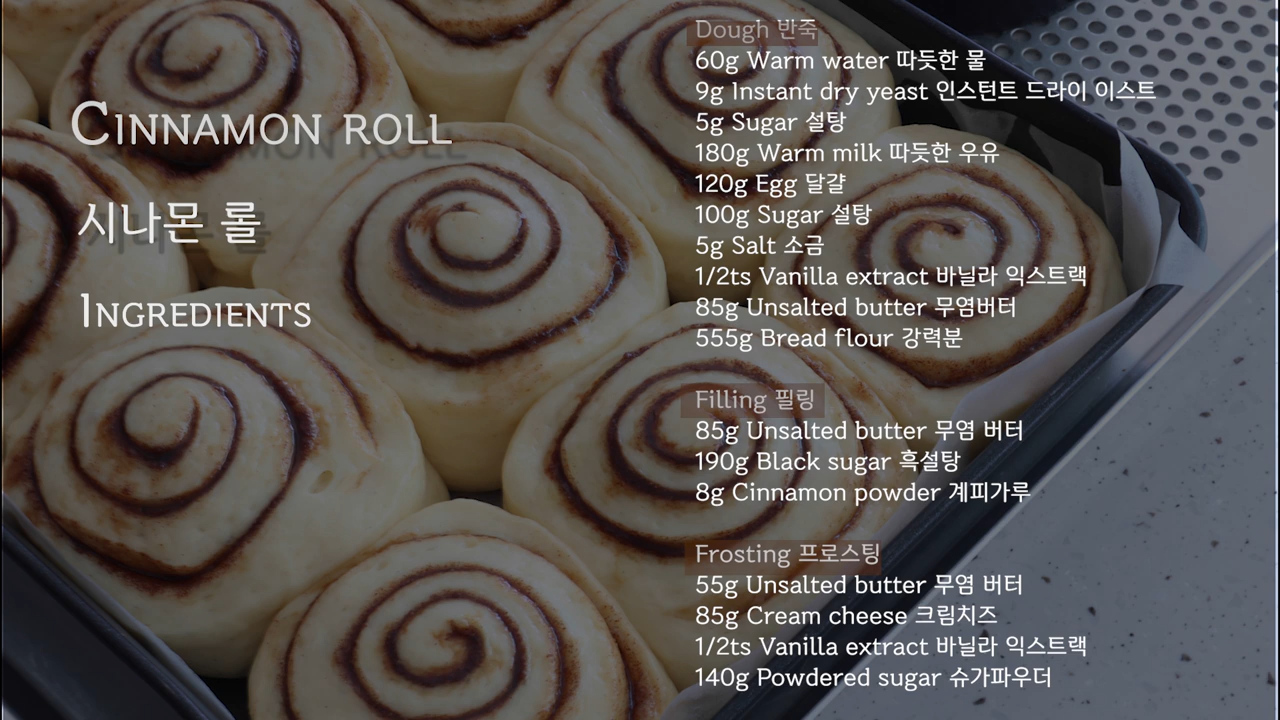 Cinnamon roll
시나몬 롤
Ingredients
Dough 반죽
60g Warm water 따듯한 물
9g Instant dry yeast 인스턴트 드라이 이스트
5g Sugar 설탕
180g Warm milk 따듯한 우유
120g Egg 달걀
100g Sugar 설탕
5g Salt 소금
1/2ts Vanilla extract 바닐라 익스트랙
85g Unsalted butter 무염버터
555g Bread flour 강력분
Filling 필링
85g Unsalted butter 무염 버터
190g Black sugar 흑설탕
8g Cinnamon powder 계피가루
Frosting 프로스팅
55g Unsalted butter 무염 버터
85g Cream cheese 크림치즈
1/2ts Vanilla extract 바닐라 익스트랙
140g Powdered sugar 슈가파우더